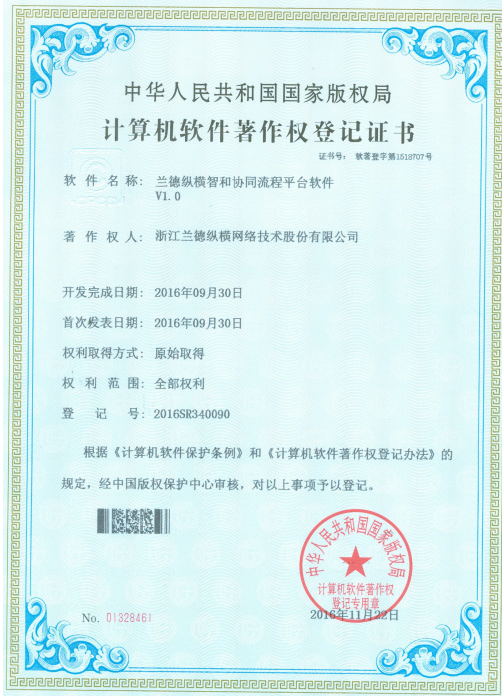 中华人民共和国国家版权局
计算机软件著作权登记证书
证书号： 软著登字第1518707号
软 件 名 称： 兰德纵横智和协同流程平台软件
V1.0
著 作 权 人： 浙江兰德纵横网络技术股份有限公司
开发完成日期： 2016年09月30日
首次发表日期： 2016年09月30日
权利取得方式： 原始取得
权 利 范 围： 全部权利
登 记 号： 2016SR340090
根据《计算机软件保护条例》和《计算机软件著作权登记办法》的
规定，经中国版权保护中心审核，对以上事项予以登记。
中华人民共和国国家版权局
计算机软件著作权
登记专用章
2016年11月22日
No. 01328461